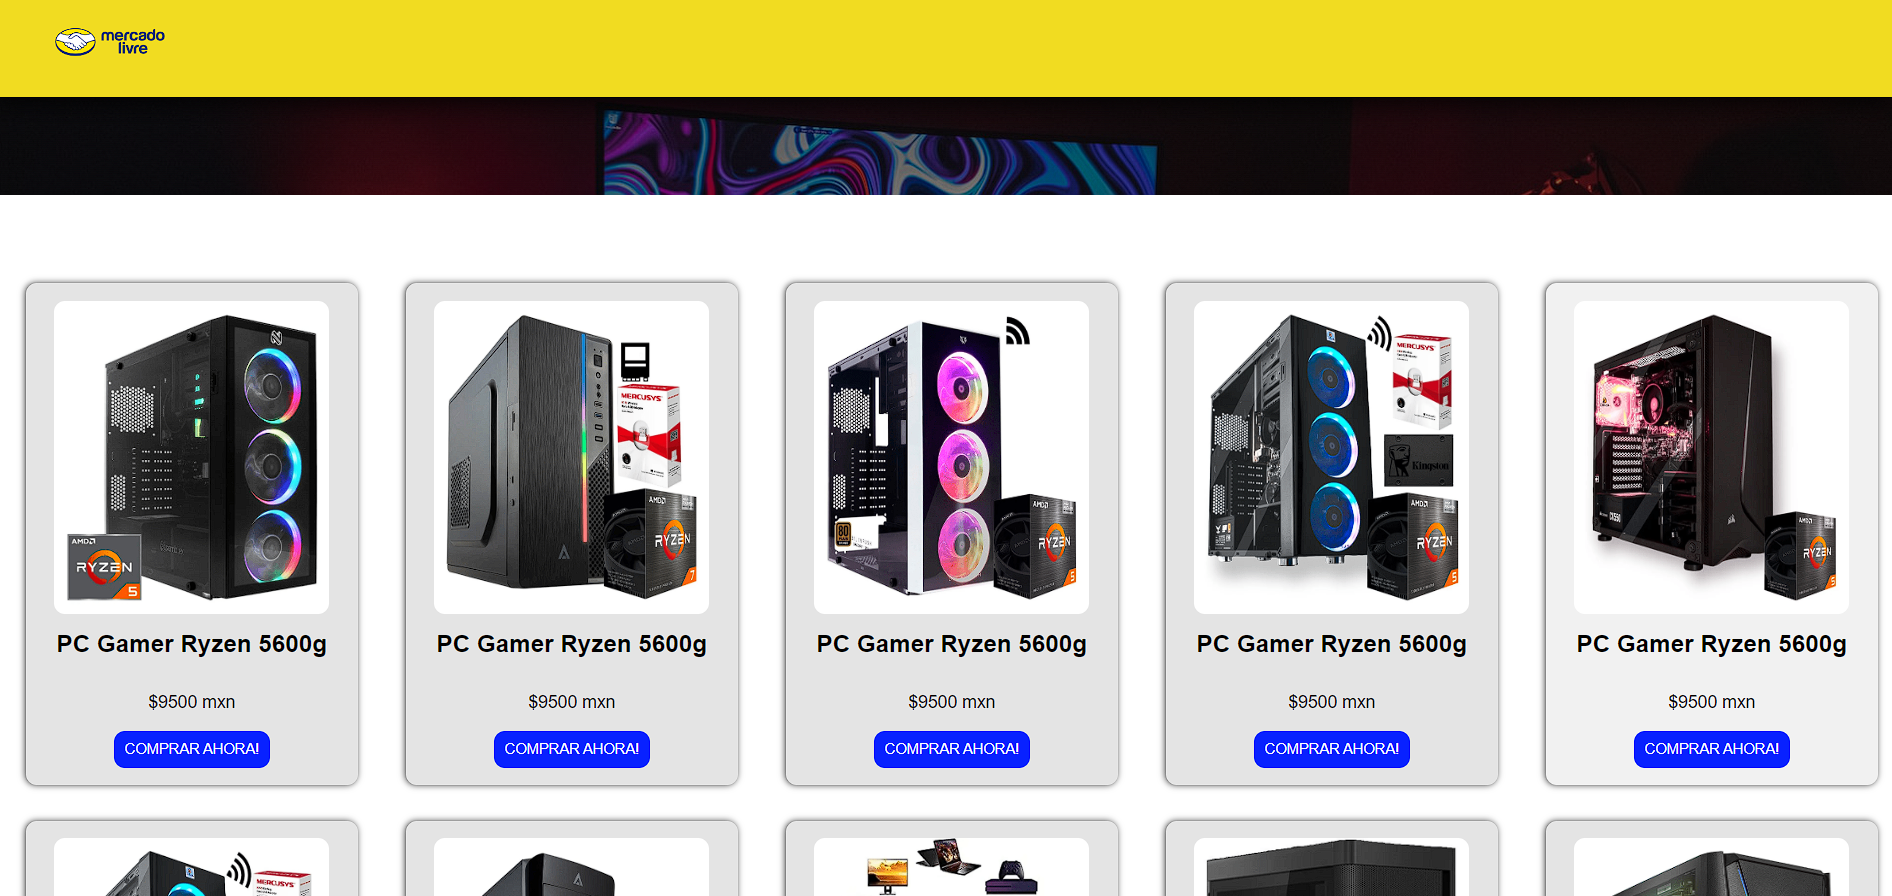 mercado
livre
AMD
RYZEN
5
PC Gamer Ryzen 5600g
$9500 mxn
COMPRAR AHORA!
MERCUSYS
AMD
RYZEN
7
PC Gamer Ryzen 5600g
$9500 mxn
COMPRAR AHORA!
80
AMD
RYZEN
5
PC Gamer Ryzen 5600g
$9500 mxn
COMPRAR AHORA!
MERCUSYS
Kingston
AMD
RYZEN
5
PC Gamer Ryzen 5600g
$9500 mxn
COMPRAR AHORA!
AMD
RYZEN
5
PC Gamer Ryzen 5600g
$9500 mxn
COMPRAR AHORA!
MERCUSYS